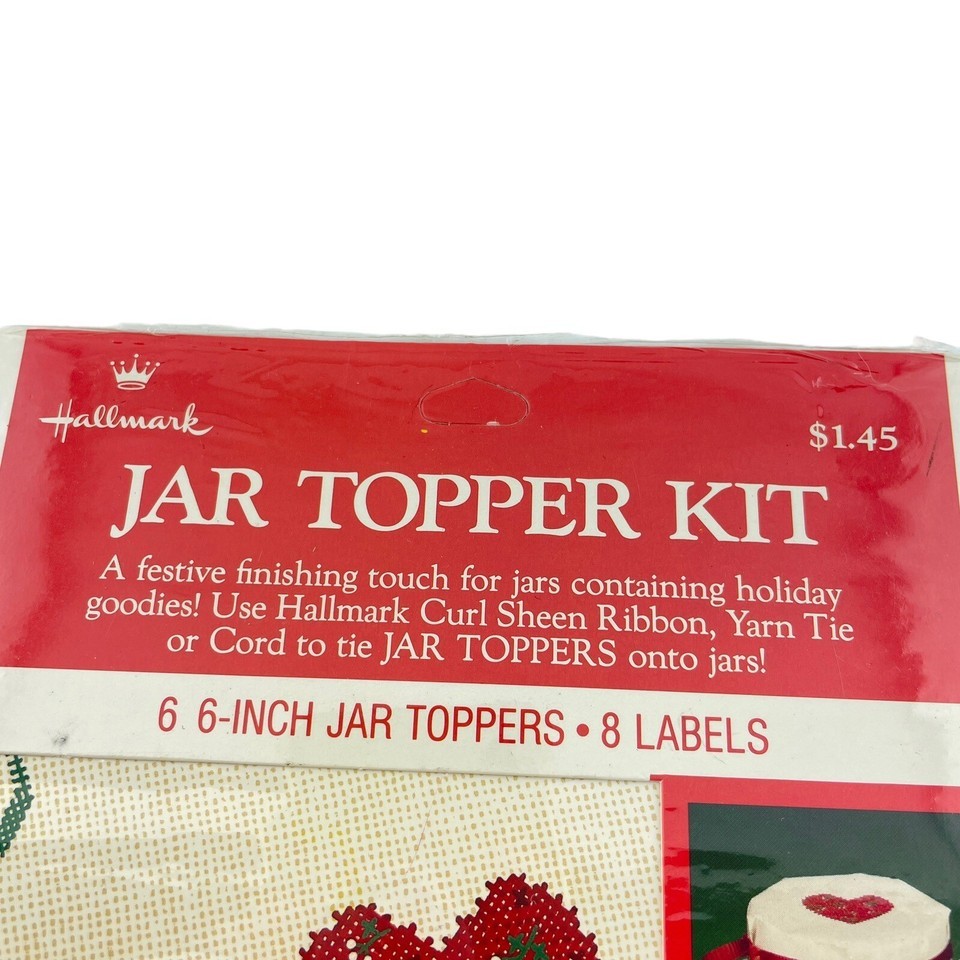 Hallmark
$1.45
JAR TOPPER KIT
A festive finishing touch for jars containing holiday
goodies! Use Hallmark Curl Sheen Ribbon, Yarn Tie
or Cord to tie JAR TOPPERS onto jars!
6 6-INCH JAR TOPPERS • 8 LABELS